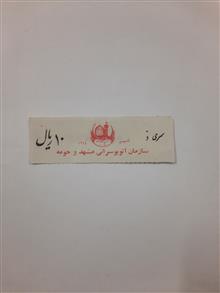 سری ذ
۱۰ ریال
سازمان اتوبوسرانی مشهد و حومه